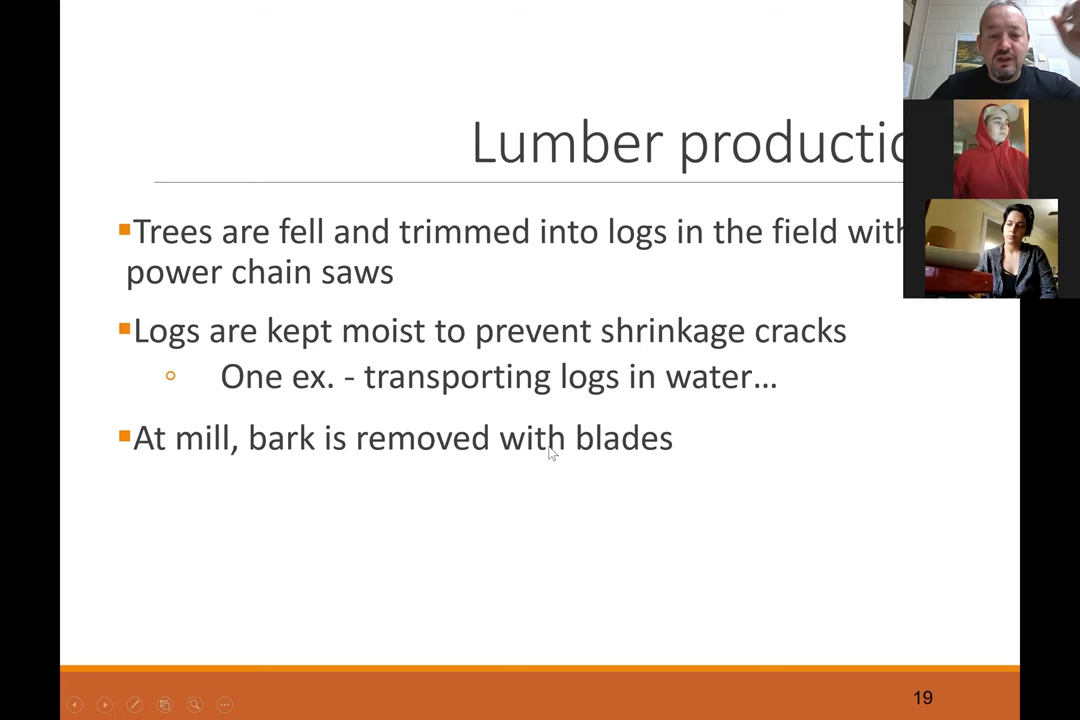 Lumber productio
▪Trees are fell and trimmed into logs in the field with
power chain saws
▪Logs are kept moist to prevent shrinkage cracks
◦ One ex. - transporting logs in water…
▪At mill, bark is removed with blades
19